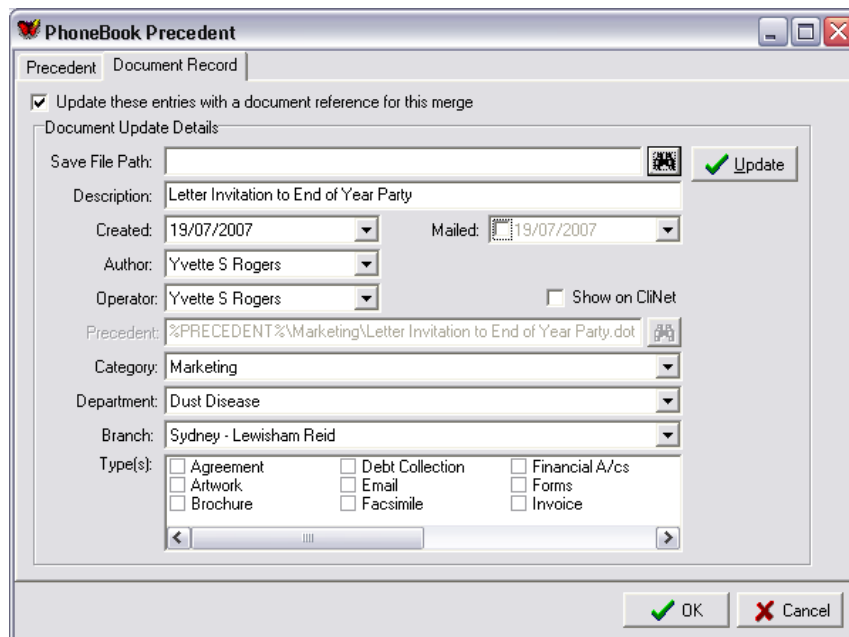 PhoneBook Precedent
Precedent Document Record
Update these entries with a document reference for this merge
Document Update Details
Save File Path: Update
Description: Letter Invitation to End of Year Party
Created: 19/07/2007 Mailed: 19/07/2007
Author: Yvette S Rogers
Operator: Yvette S Rogers Show on CliNet
Precedent: %PRECEDENT%\Marketing\Letter Invitation to End of Year Party.dot
Category: Marketing
Department: Dust Disease
Branch: Sydney - Lewisham Reid
Type(s): Agreement Debt Collection Financial A/cs
Artwork Email Forms
Brochure Facsimile Invoice
OK Cancel